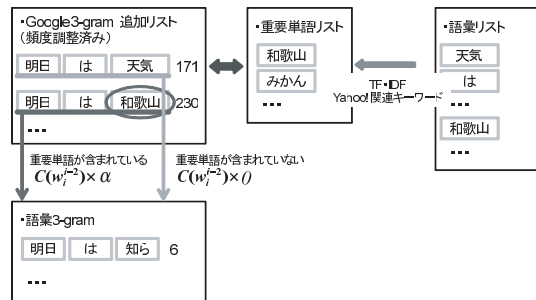 ・Google3-gram 追加リスト
(頻度調整済み)
明日 は 天気 171
明日 は 和歌山 230
・・・
・重要単語リスト
和歌山
みかん
・・・
TF・IDF
Yahoo!関連キーワード
・語彙リスト
天気
は
・・・
和歌山
・・・
重要単語が含まれている
C(w_i^{i-2})×α
重要単語が含まれていない
C(w_i^{i-2})×0
・語彙3-gram
明日 は 知ら 6
・・・